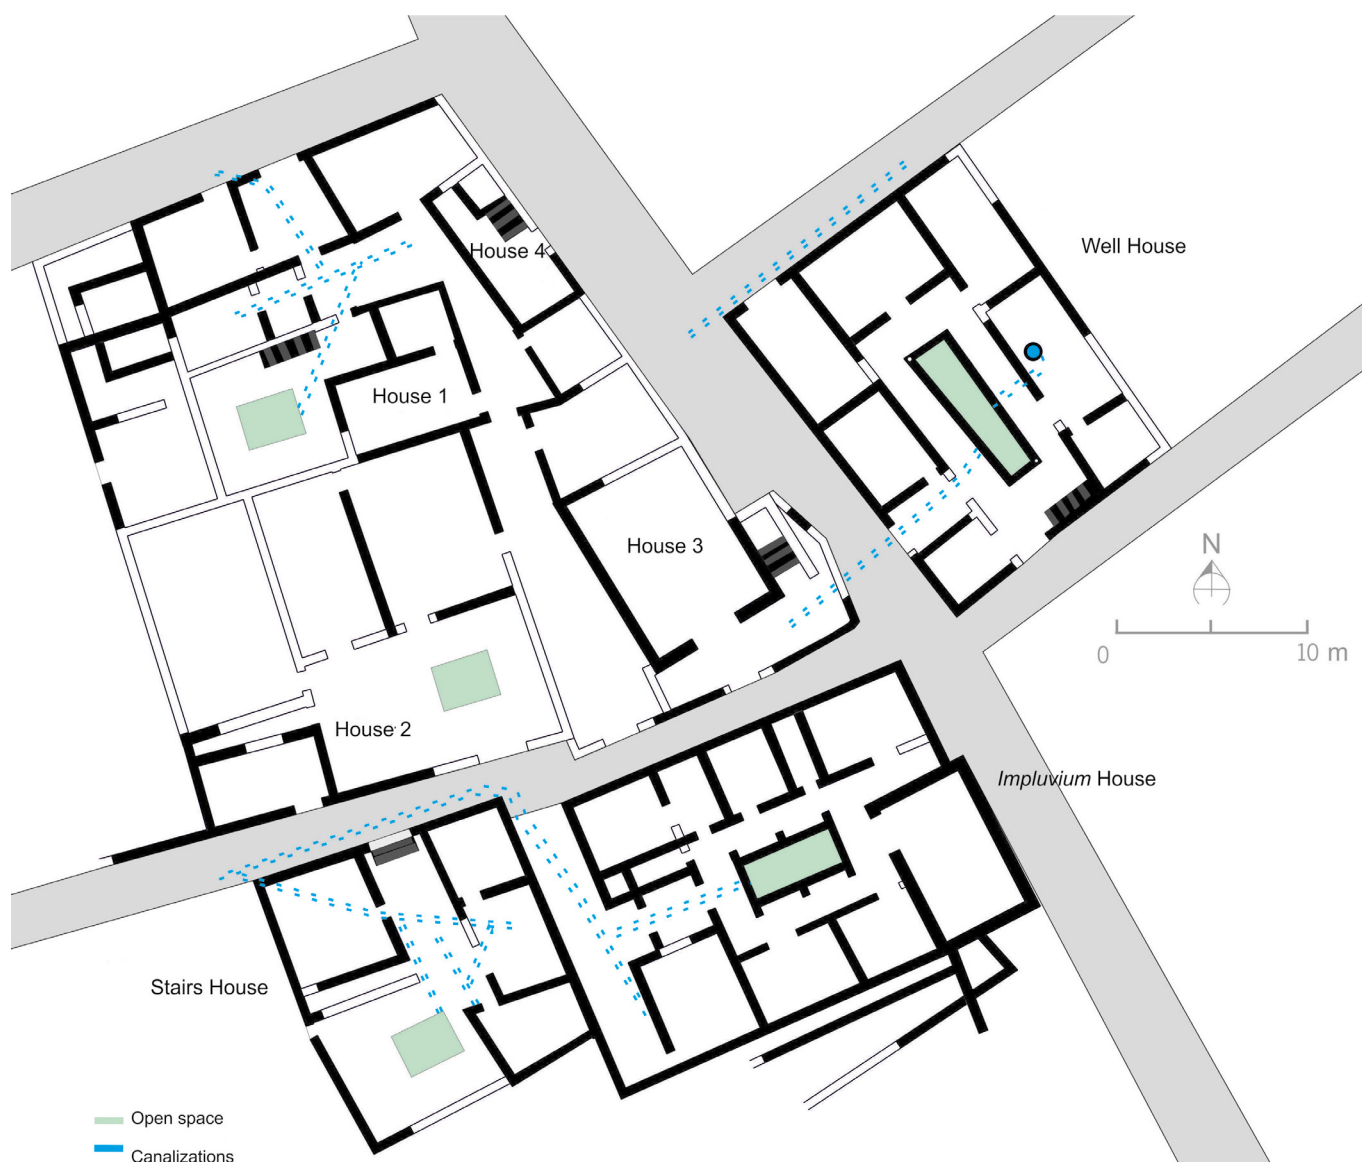 House 4
Well House
House 1
House 3
N
0 10 m
House 2
Impluvium House
Stairs House
Open space
Canalizations